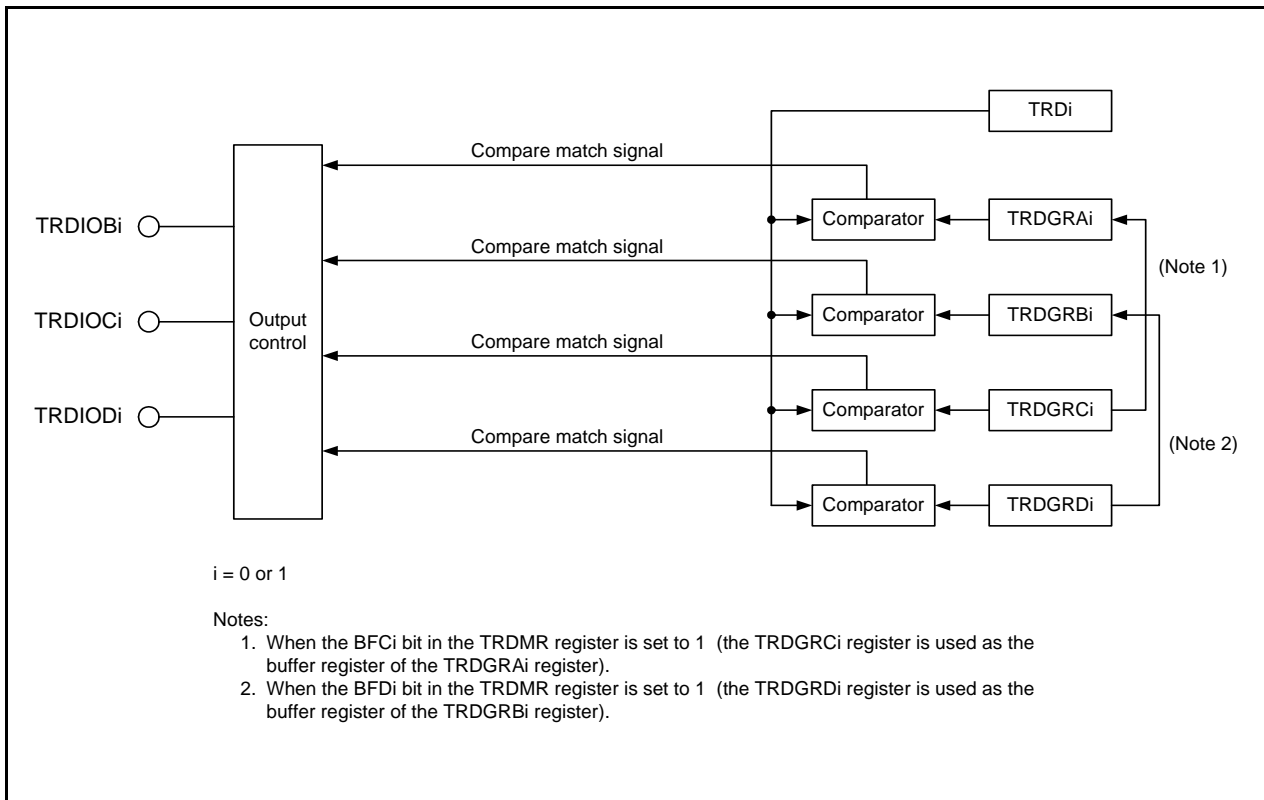 TRDi
Compare match signal
Comparator
TRDGRAi
TRDIOBi
(Note 1)
Compare match signal
Comparator
TRDGRBi
TRDIOCi
Output
control
Compare match signal
Comparator
TRDGRCi
TRDIODi
(Note 2)
Compare match signal
Comparator
TRDGRDi
i = 0 or 1
Notes:
1. When the BFCi bit in the TRDMR register is set to 1 (the TRDGRCi register is used as the
buffer register of the TRDGRAi register).
2. When the BFDi bit in the TRDMR register is set to 1 (the TRDGRDi register is used as the
buffer register of the TRDGRBi register).